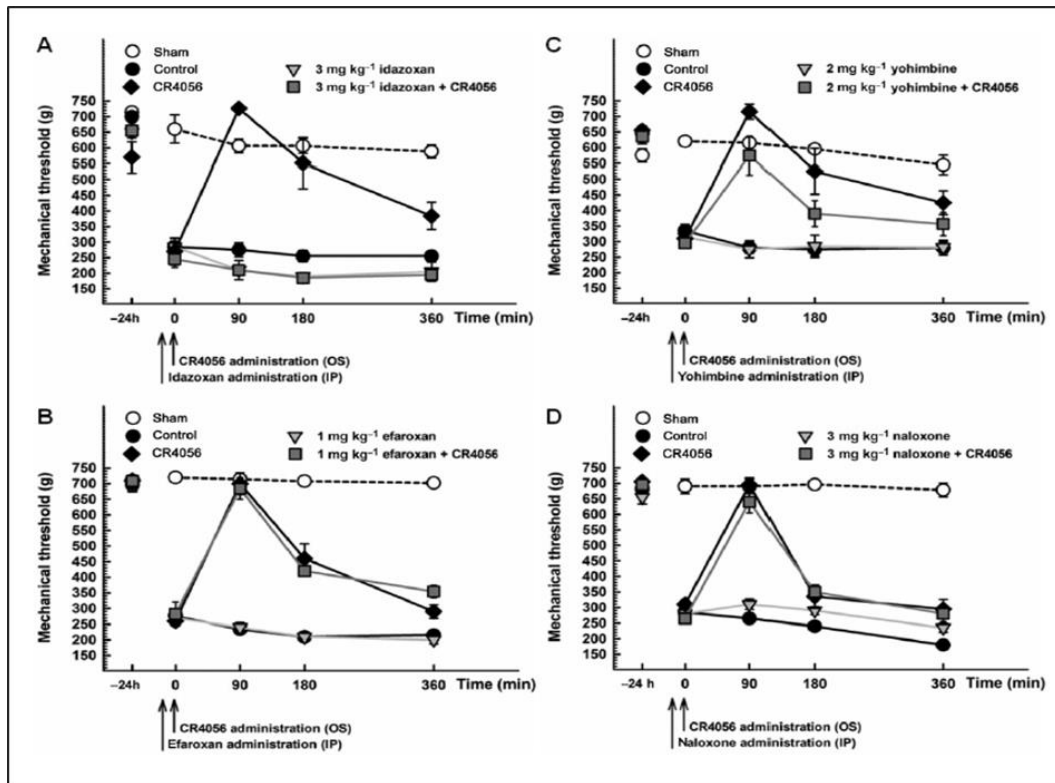 A
Sham
Control
CR4056
3 mg kg⁻¹ idazoxan
3 mg kg⁻¹ idazoxan + CR4056
Mechanical threshold (g)
750
700
650
600
550
500
450
400
350
300
250
200
150
−24h 0 90 180 360 Time (min)
CR4056 administration (OS)
Idazoxan administration (IP)
B
Sham
Control
CR4056
1 mg kg⁻¹ efaroxan
1 mg kg⁻¹ efaroxan + CR4056
Mechanical threshold (g)
750
700
650
600
550
500
450
400
350
300
250
200
150
−24h 0 90 180 360 Time (min)
CR4056 administration (OS)
Efaroxan administration (IP)
C
Sham
Control
CR4056
2 mg kg⁻¹ yohimbine
2 mg kg⁻¹ yohimbine + CR4056
Mechanical threshold (g)
750
700
650
600
550
500
450
400
350
300
250
200
150
−24h 0 90 180 360 Time (min)
CR4056 administration (OS)
Yohimbine administration (IP)
D
Sham
Control
CR4056
3 mg kg⁻¹ naloxone
3 mg kg⁻¹ naloxone + CR4056
Mechanical threshold (g)
750
700
650
600
550
500
450
400
350
300
250
200
150
−24 h 0 90 180 360 Time (min)
CR4056 administration (OS)
Naloxone administration (IP)